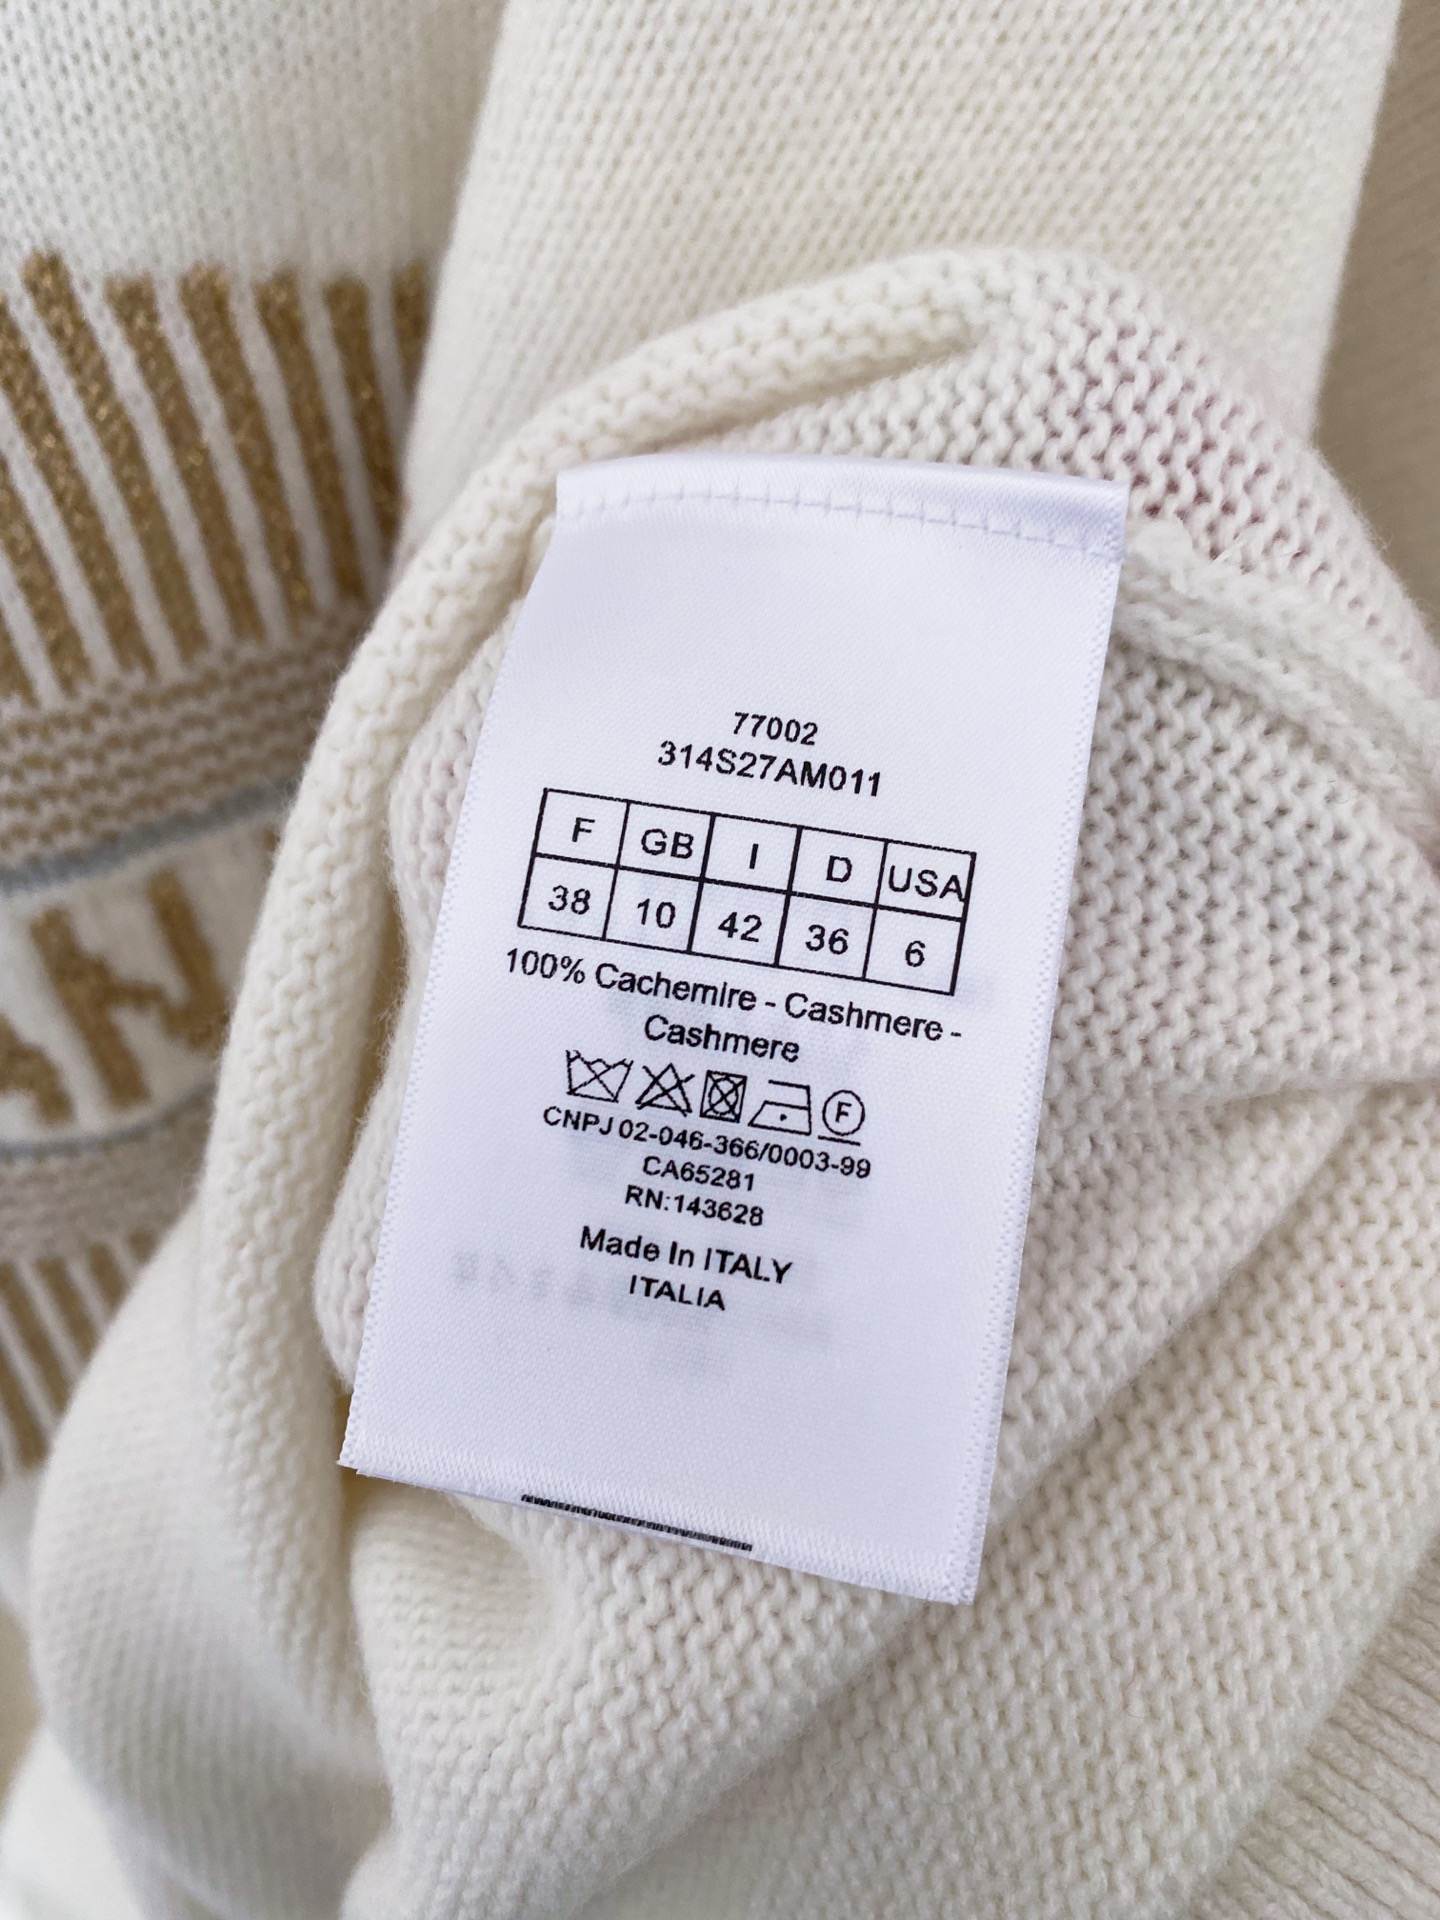 77002
314S27AM011
F GB I D USA
38 10 42 36 6
100% Cachemire - Cashmere -
Cashmere
F
CNPJ 02-046-366/0003-99
CA65281
RN:143628
Made In ITALY
ITALIA
AN